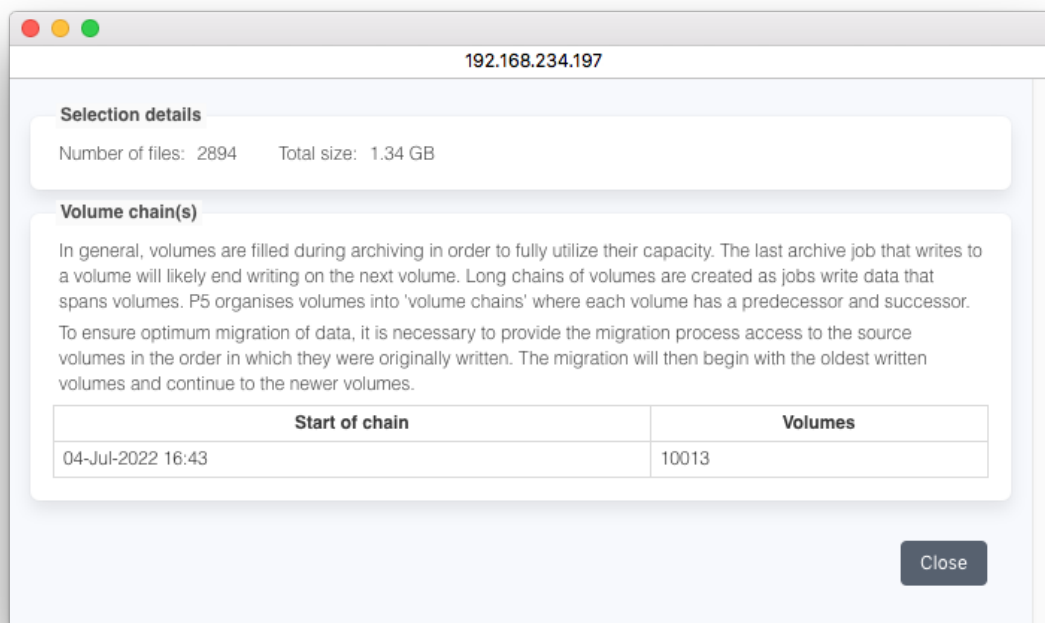 192.168.234.197
Selection details
Number of files: 2894 Total size: 1.34 GB
Volume chain(s)
In general, volumes are filled during archiving in order to fully utilize their capacity. The last archive job that writes to
a volume will likely end writing on the next volume. Long chains of volumes are created as jobs write data that
spans volumes. P5 organises volumes into 'volume chains' where each volume has a predecessor and successor.
To ensure optimum migration of data, it is necessary to provide the migration process access to the source
volumes in the order in which they were originally written. The migration will then begin with the oldest written
volumes and continue to the newer volumes.
Start of chain Volumes
04-Jul-2022 16:43 10013
Close